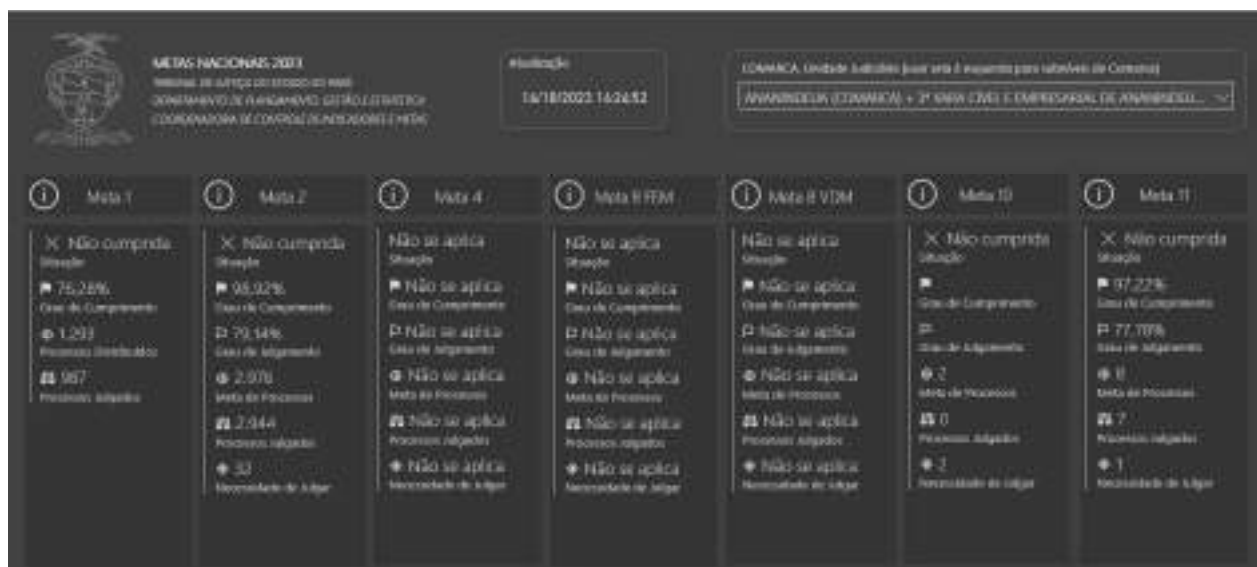 METAS NACIONAIS 2023
TRIBUNAL DE JUSTIÇA DO ESTADO DO PARÁ
DEPARTAMENTO DE PLANEJAMENTO, GESTÃO E ESTATÍSTICA
COORDENADORIA DE CONTROLE DE INDICADORES E METAS
Atualização
16/10/2023 14:24:52
COMARCA, Unidade Judiciária (usar seta à esquerda para subníveis de Comarca)
ANANINDEUA (COMARCA) + 3ª VARA CÍVEL E EMPRESARIAL DE ANANINDEU...
Meta 1
Meta 2
Meta 4
Meta 8 FEM
Meta 8 VDM
Meta 10
Meta 11
Não cumprida
Situação
76,28%
Grau de Cumprimento
1.293
Processos Distribuídos
987
Processos Julgados
Não cumprida
Situação
98,92%
Grau de Cumprimento
79,14%
Grau de Julgamento
2.976
Meta de Processos
2.944
Processos Julgados
32
Necessidade de Julgar
Não se aplica
Situação
Não se aplica
Grau de Cumprimento
Não se aplica
Grau de Julgamento
Não se aplica
Meta de Processos
Não se aplica
Processos Julgados
Não se aplica
Necessidade de Julgar
Não se aplica
Situação
Não se aplica
Grau de Cumprimento
Não se aplica
Grau de Julgamento
Não se aplica
Meta de Processos
Não se aplica
Processos Julgados
Não se aplica
Necessidade de Julgar
Não se aplica
Situação
Não se aplica
Grau de Cumprimento
Não se aplica
Grau de Julgamento
Não se aplica
Meta de Processos
Não se aplica
Processos Julgados
Não se aplica
Necessidade de Julgar
Não cumprida
Situação
Grau de Cumprimento
Grau de Julgamento
2
Meta de Processos
0
Processos Julgados
2
Necessidade de Julgar
Não cumprida
Situação
97,22%
Grau de Cumprimento
77,78%
Grau de Julgamento
8
Meta de Processos
7
Processos Julgados
1
Necessidade de Julgar